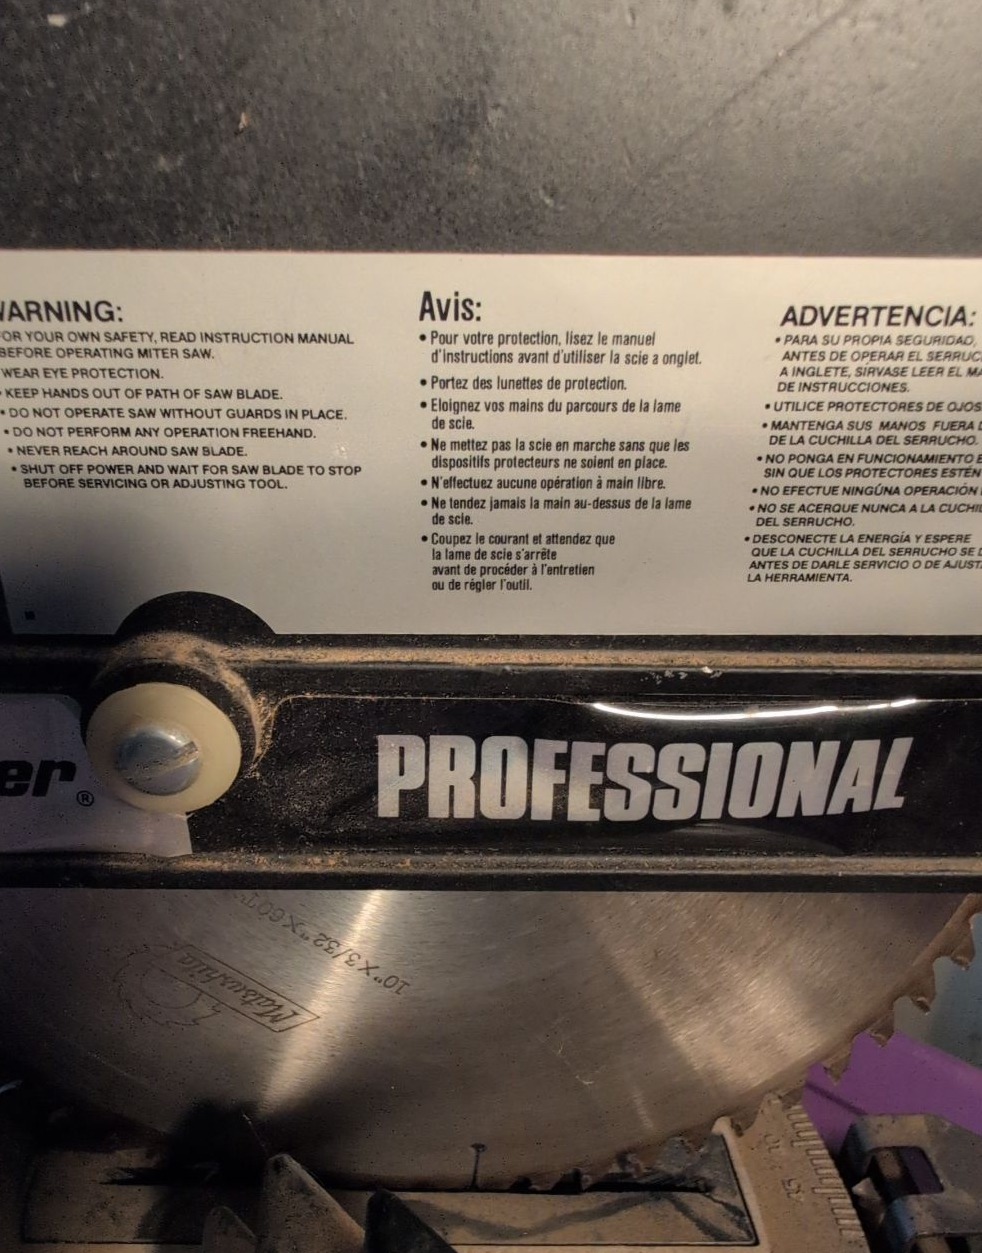 WARNING:
FOR YOUR OWN SAFETY, READ INSTRUCTION MANUAL
BEFORE OPERATING MITER SAW.
WEAR EYE PROTECTION.
• KEEP HANDS OUT OF PATH OF SAW BLADE.
• DO NOT OPERATE SAW WITHOUT GUARDS IN PLACE.
• DO NOT PERFORM ANY OPERATION FREEHAND.
• NEVER REACH AROUND SAW BLADE.
• SHUT OFF POWER AND WAIT FOR SAW BLADE TO STOP
BEFORE SERVICING OR ADJUSTING TOOL.
Avis:
• Pour votre protection, lisez le manuel
d'instructions avant d'utiliser la scie a onglet.
• Portez des lunettes de protection.
• Eloignez vos mains du parcours de la lame
de scie.
• Ne mettez pas la scie en marche sans que les
dispositifs protecteurs ne soient en place.
• N'effectuez aucune opération à main libre.
• Ne tendez jamais la main au-dessus de la lame
de scie.
• Coupez le courant et attendez que
la lame de scie s'arrête
avant de procéder à l'entretien
ou de régler l'outil.
ADVERTENCIA:
• PARA SU PROPIA SEGURIDAD,
ANTES DE OPERAR EL SERRUC
A INGLETE, SIRVASE LEER EL MA
DE INSTRUCCIONES.
• UTILICE PROTECTORES DE OJOS
• MANTENGA SUS MANOS FUERA D
DE LA CUCHILLA DEL SERRUCHO.
• NO PONGA EN FUNCIONAMIENTO E
SIN QUE LOS PROTECTORES ESTÉN
• NO EFECTUE NINGÚNA OPERACIÓN
• NO SE ACERQUE NUNCA A LA CUCHIL
DEL SERRUCHO.
• DESCONECTE LA ENERGÍA Y ESPERE
QUE LA CUCHILLA DEL SERRUCHO SE D
ANTES DE DARLE SERVICIO O DE AJUST
LA HERRAMIENTA.
er®
PROFESSIONAL
10" X 3/32" X 60T
Matsushita